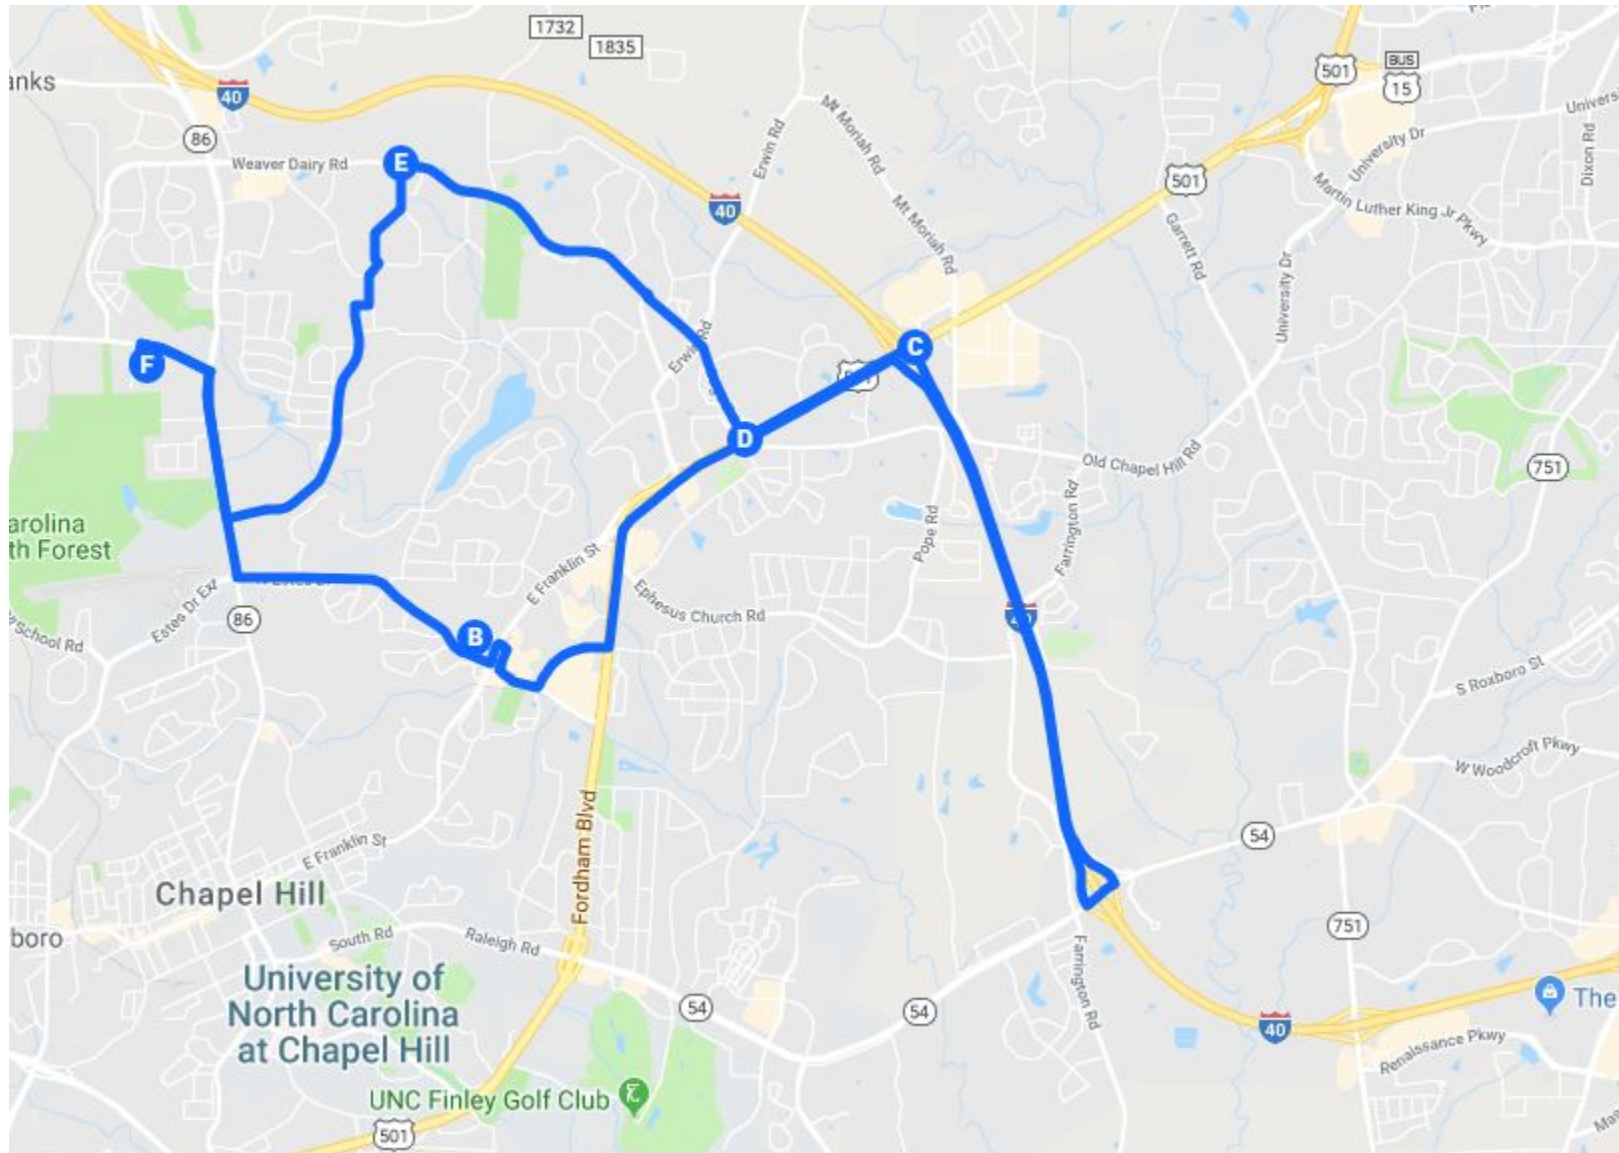 1732
1835
501
BUS
15
anks
40
86
Weaver Dairy Rd
E
Erwin Rd
Mt Moriah Rd
University Dr
Dixon Rd
40
501
Mt Moriah Rd
Martin Luther King Jr Pkwy
Garrett Rd
University Dr
F
Erwin Rd
C
D
Old Chapel Hill Rd
751
arolina
th Forest
Pope Rd
Farrington Rd
E Franklin St
Estes Dr Ext
Ephesus Church Rd
School Rd
86
B
S Roxboro St
W Woodcroft Pkwy
Fordham Blvd
54
E Franklin St
Chapel Hill
boro
South Rd
Raleigh Rd
751
University of
North Carolina
at Chapel Hill
54
54
Farrington Rd
40
The
Renaissance Pkwy
UNC Finley Golf Club
501